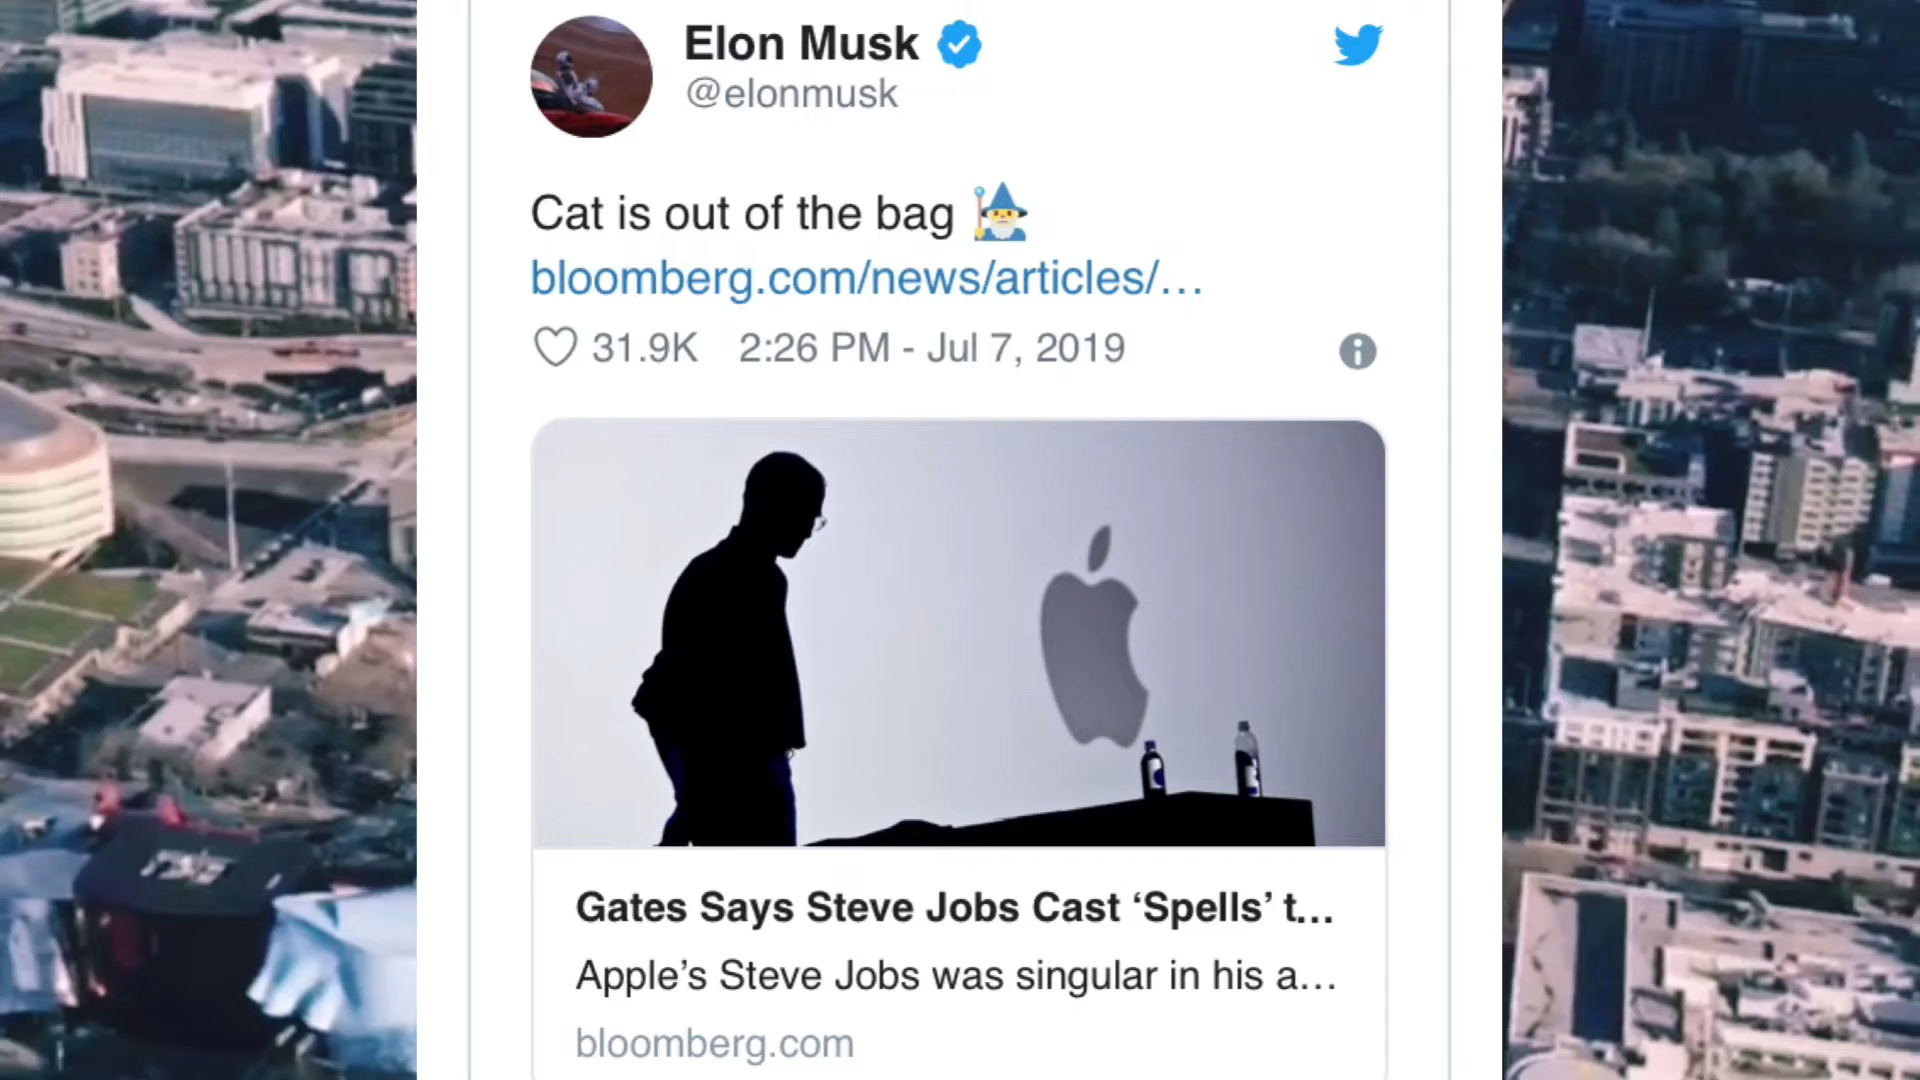 Elon Musk
@elonmusk
Cat is out of the bag 🧙‍♂️
bloomberg.com/news/articles/…
31.9K 2:26 PM - Jul 7, 2019
Gates Says Steve Jobs Cast ‘Spells’ t…
Apple’s Steve Jobs was singular in his a…
bloomberg.com